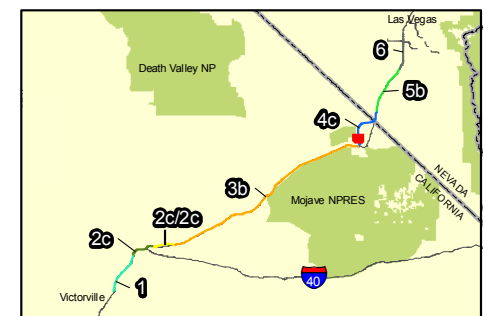 Las Vegas
6
Death Valley NP
5b
4c
NEVADA
CALIFORNIA
3b
Mojave NPRES
2c/2c
2c
40
1
Victorville